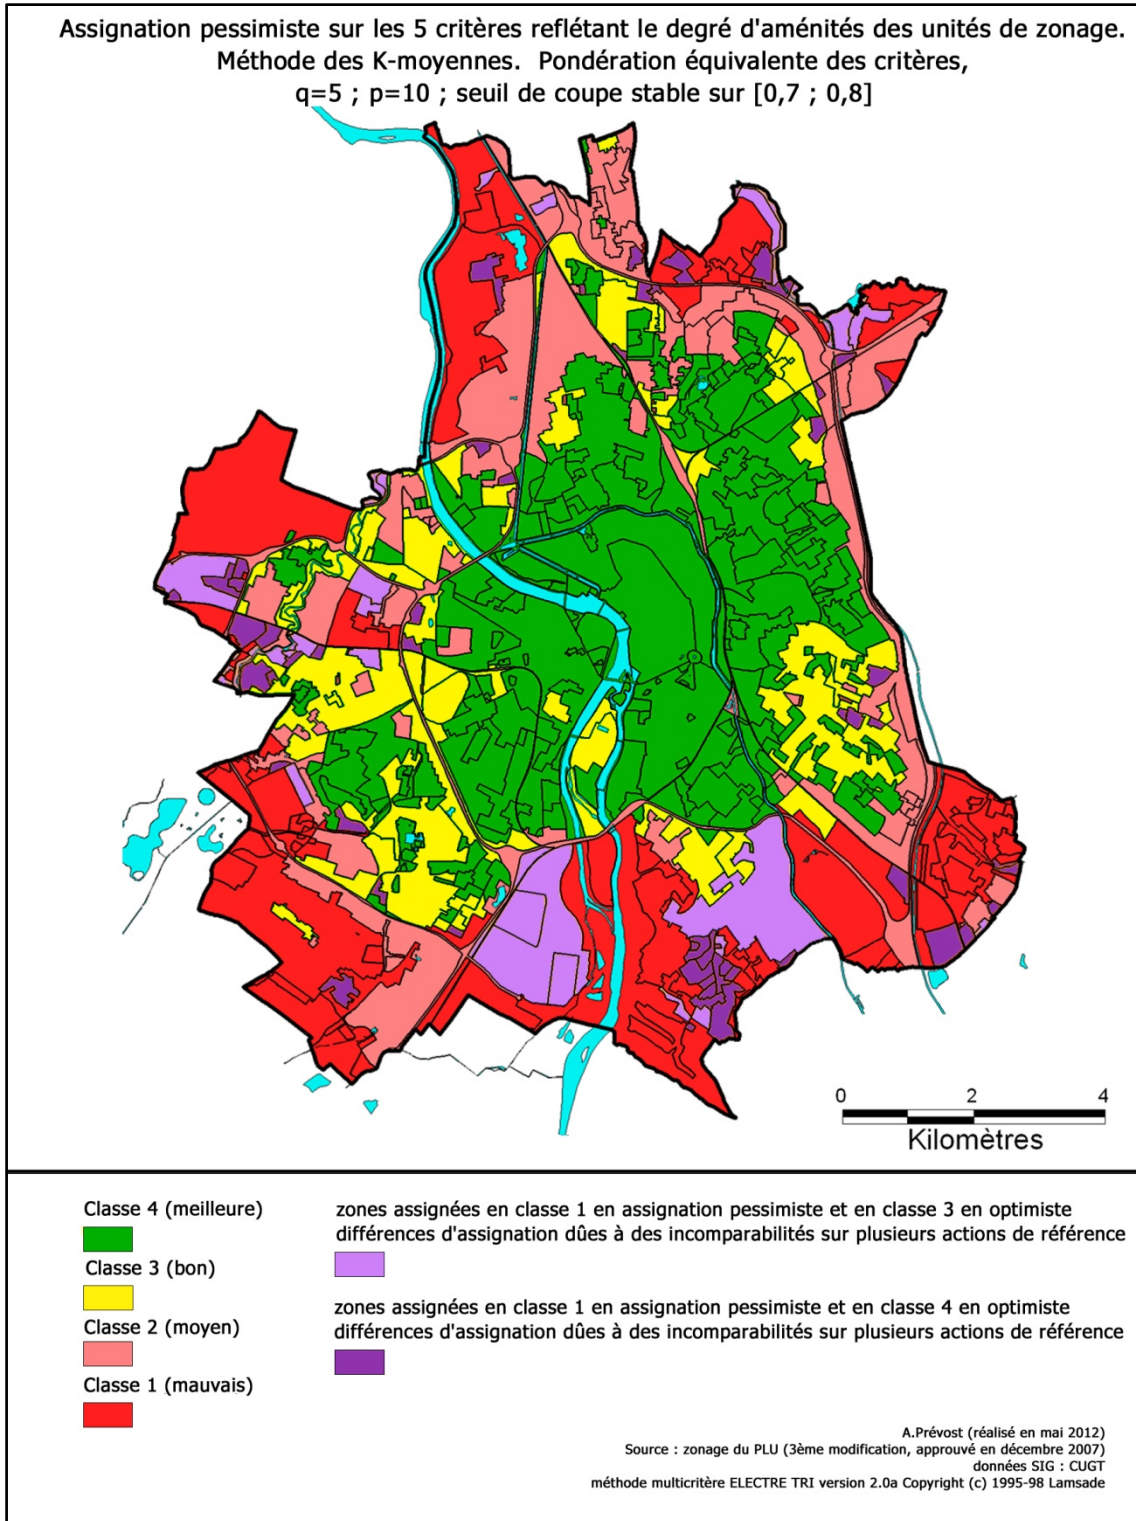 Assignation pessimiste sur les 5 critères reflétant le degré d'aménités des unités de zonage.
Méthode des K-moyennes.  Pondération équivalente des critères,
q=5 ; p=10 ; seuil de coupe stable sur [0,7 ; 0,8]
0 2 4
Kilomètres
Classe 4 (meilleure)
Classe 3 (bon)
Classe 2 (moyen)
Classe 1 (mauvais)
zones assignées en classe 1 en assignation pessimiste et en classe 3 en optimiste
différences d'assignation dûes à des incomparabilités sur plusieurs actions de référence
zones assignées en classe 1 en assignation pessimiste et en classe 4 en optimiste
différences d'assignation dûes à des incomparabilités sur plusieurs actions de référence
A.Prévost (réalisé en mai 2012)
Source : zonage du PLU (3ème modification, approuvé en décembre 2007)
données SIG : CUGT
méthode multicritère ELECTRE TRI version 2.0a Copyright (c) 1995-98 Lamsade